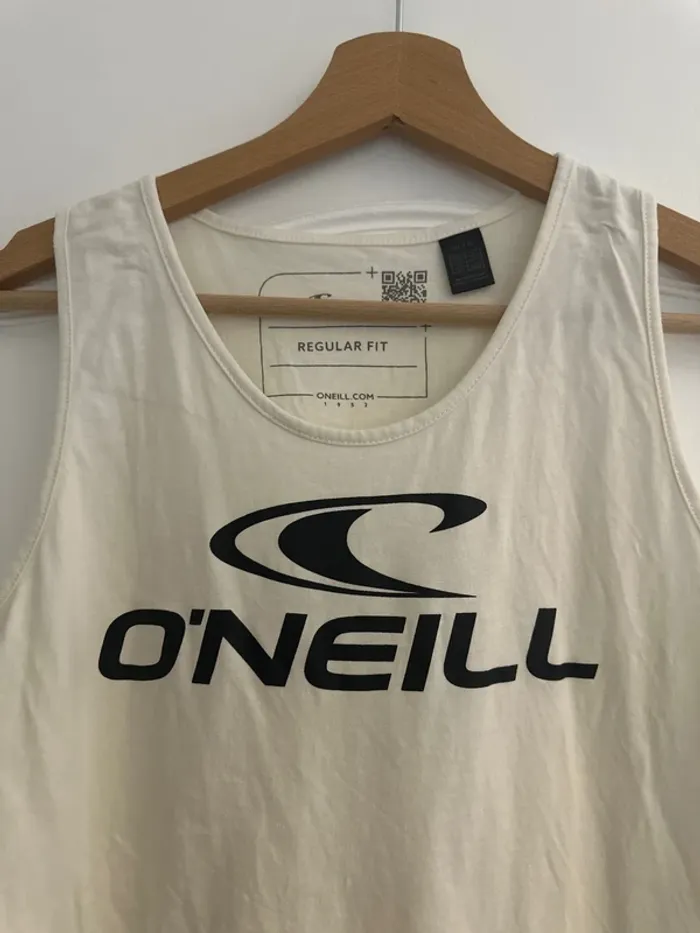 REGULAR FIT
ONEILL.COM
1952
O'NEILL